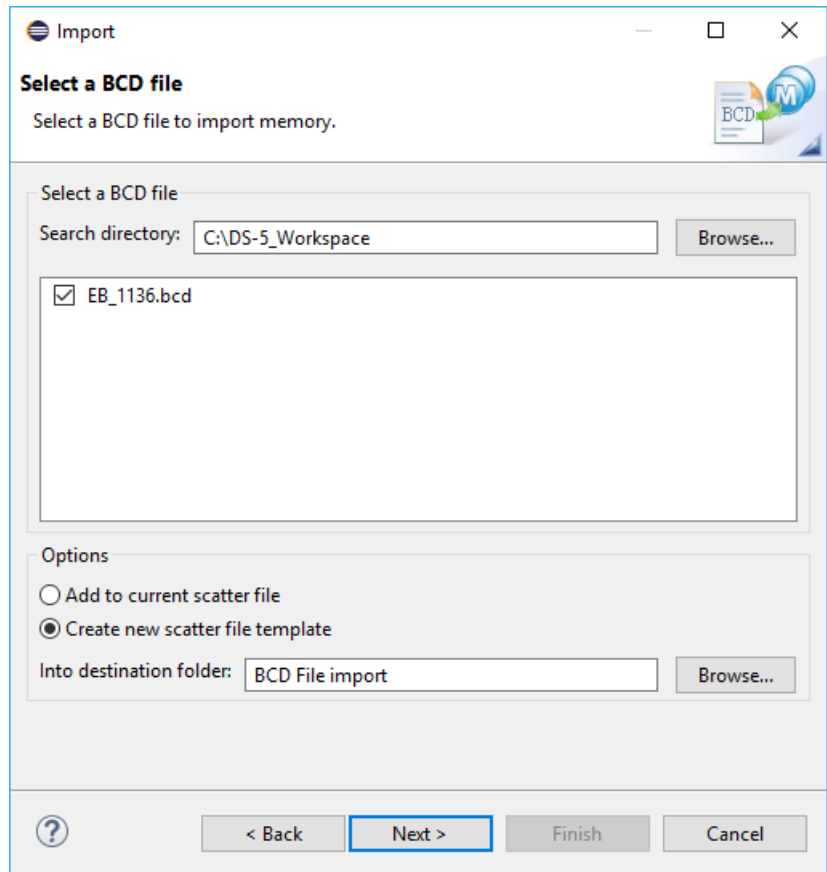 Import
Select a BCD file
Select a BCD file to import memory.
BCD
M
Select a BCD file
Search directory: C:\DS-5_Workspace Browse...
EB_1136.bcd
Options
Add to current scatter file
Create new scatter file template
Into destination folder: BCD File import Browse...
? < Back Next > Finish Cancel